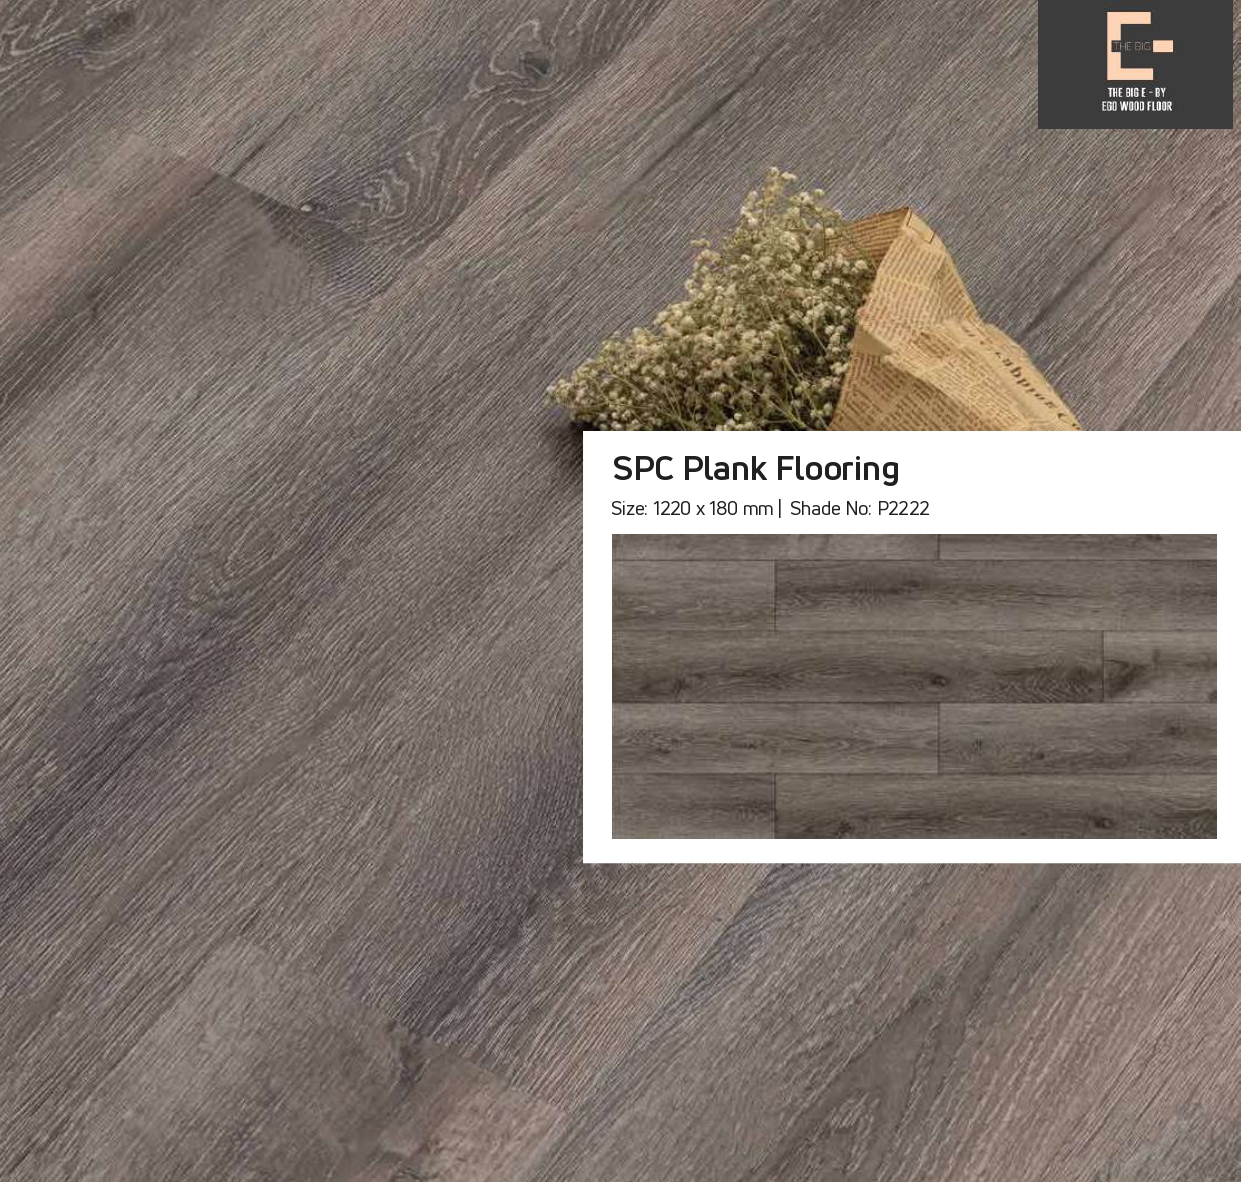 THE BIG
THE BIG E - BY
EGO WOOD FLOOR
SPC Plank Flooring
Size: 1220 x 180 mm | Shade No: P2222